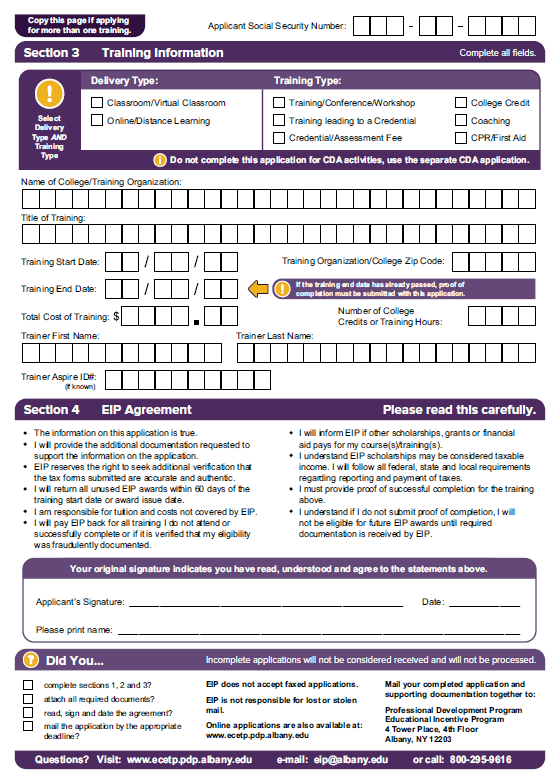 Copy this page if applying
for more than one training.
Applicant Social Security Number:
Section 3 Training Information
Complete all fields.
Select
Delivery
Type AND
Training
Type
Delivery Type:
Classroom/Virtual Classroom
Online/Distance Learning
Training Type:
Training/Conference/Workshop
Training leading to a Credential
Credential/Assessment Fee
College Credit
Coaching
CPR/First Aid
Do not complete this application for CDA activities, use the separate CDA application.
Name of College/Training Organization:
Title of Training:
Training Start Date: / /
Training Organization/College Zip Code:
Training End Date: / /
If the training end date has already passed, proof of
completion must be submitted with this application.
Total Cost of Training: $ .
Number of College
Credits or Training Hours:
Trainer First Name:
Trainer Last Name:
Trainer Aspire ID#:
(if known)
Section 4 EIP Agreement
Please read this carefully.
• The information on this application is true.
• I will provide the additional documentation requested to
support the information on the application.
• EIP reserves the right to seek additional verification that
the tax forms submitted are accurate and authentic.
• I will return all unused EIP awards within 60 days of the
training start date or award issue date.
• I am responsible for tuition and costs not covered by EIP.
• I will pay EIP back for all training I do not attend or
successfully complete or if it is verified that my eligibility
was fraudulently documented.
• I will inform EIP if other scholarships, grants or financial
aid pays for my course(s)/training(s).
• I understand EIP scholarships may be considered taxable
income. I will follow all federal, state and local requirements
regarding reporting and payment of taxes.
• I must provide proof of successful completion for the training
above.
• I understand if I do not submit proof of completion, I will
not be eligible for future EIP awards until required
documentation is received by EIP.
Your original signature indicates you have read, understood and agree to the statements above.
Applicant's Signature:
Date:
Please print name:
Did You...
Incomplete applications will not be considered received and will not be processed.
complete sections 1, 2 and 3?
attach all required documents?
read, sign and date the agreement?
mail the application by the appropriate
deadline?
EIP does not accept faxed applications.
EIP is not responsible for lost or stolen
mail.
Online applications are also available at:
www.ecetp.pdp.albany.edu
Mail your completed application and
supporting documentation together to:
Professional Development Program
Educational Incentive Program
4 Tower Place, 4th Floor
Albany, NY 12203
Questions? Visit: www.ecetp.pdp.albany.edu e-mail: eip@albany.edu or call: 800-295-9616